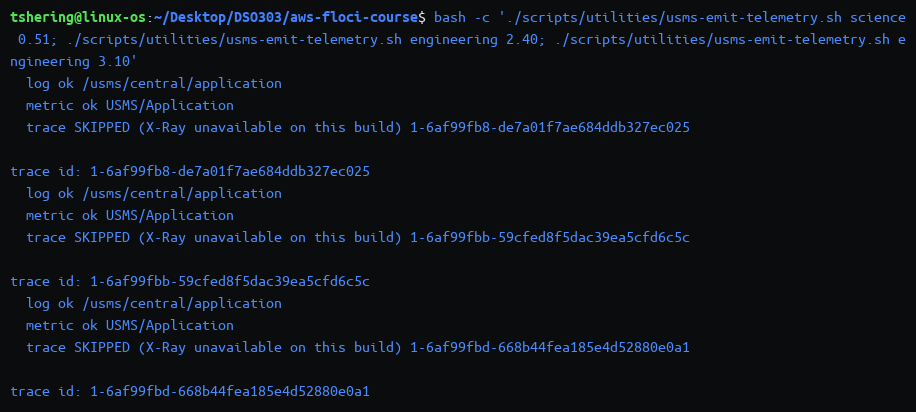 tshering@linux-os:~/Desktop/DSO303/aws-floci-course$ bash -c './scripts/utilities/usms-emit-telemetry.sh science
 0.51; ./scripts/utilities/usms-emit-telemetry.sh engineering 2.40; ./scripts/utilities/usms-emit-telemetry.sh e
ngineering 3.10'
  log ok /usms/central/application
  metric ok USMS/Application
  trace SKIPPED (X-Ray unavailable on this build) 1-6af99fb8-de7a01f7ae684ddb327ec025

trace id: 1-6af99fb8-de7a01f7ae684ddb327ec025
  log ok /usms/central/application
  metric ok USMS/Application
  trace SKIPPED (X-Ray unavailable on this build) 1-6af99fbb-59cfed8f5dac39ea5cfd6c5c

trace id: 1-6af99fbb-59cfed8f5dac39ea5cfd6c5c
  log ok /usms/central/application
  metric ok USMS/Application
  trace SKIPPED (X-Ray unavailable on this build) 1-6af99fbd-668b44fea185e4d52880e0a1

trace id: 1-6af99fbd-668b44fea185e4d52880e0a1